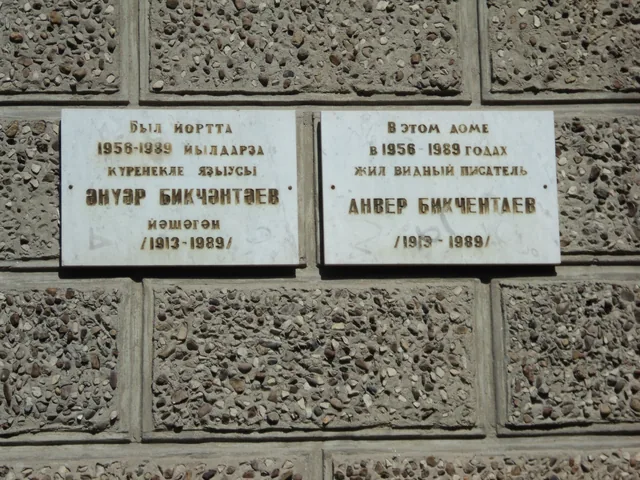 Был йортта
1956-1989 йылдарҙа
күренекле яҙыусы
Әнүәр Бикчәнтәев
йәшәгән
/1913-1989/
В этом доме
в 1956 - 1989 годах
жил видный писатель
Анвер Бикчентаев
/1913 - 1989/